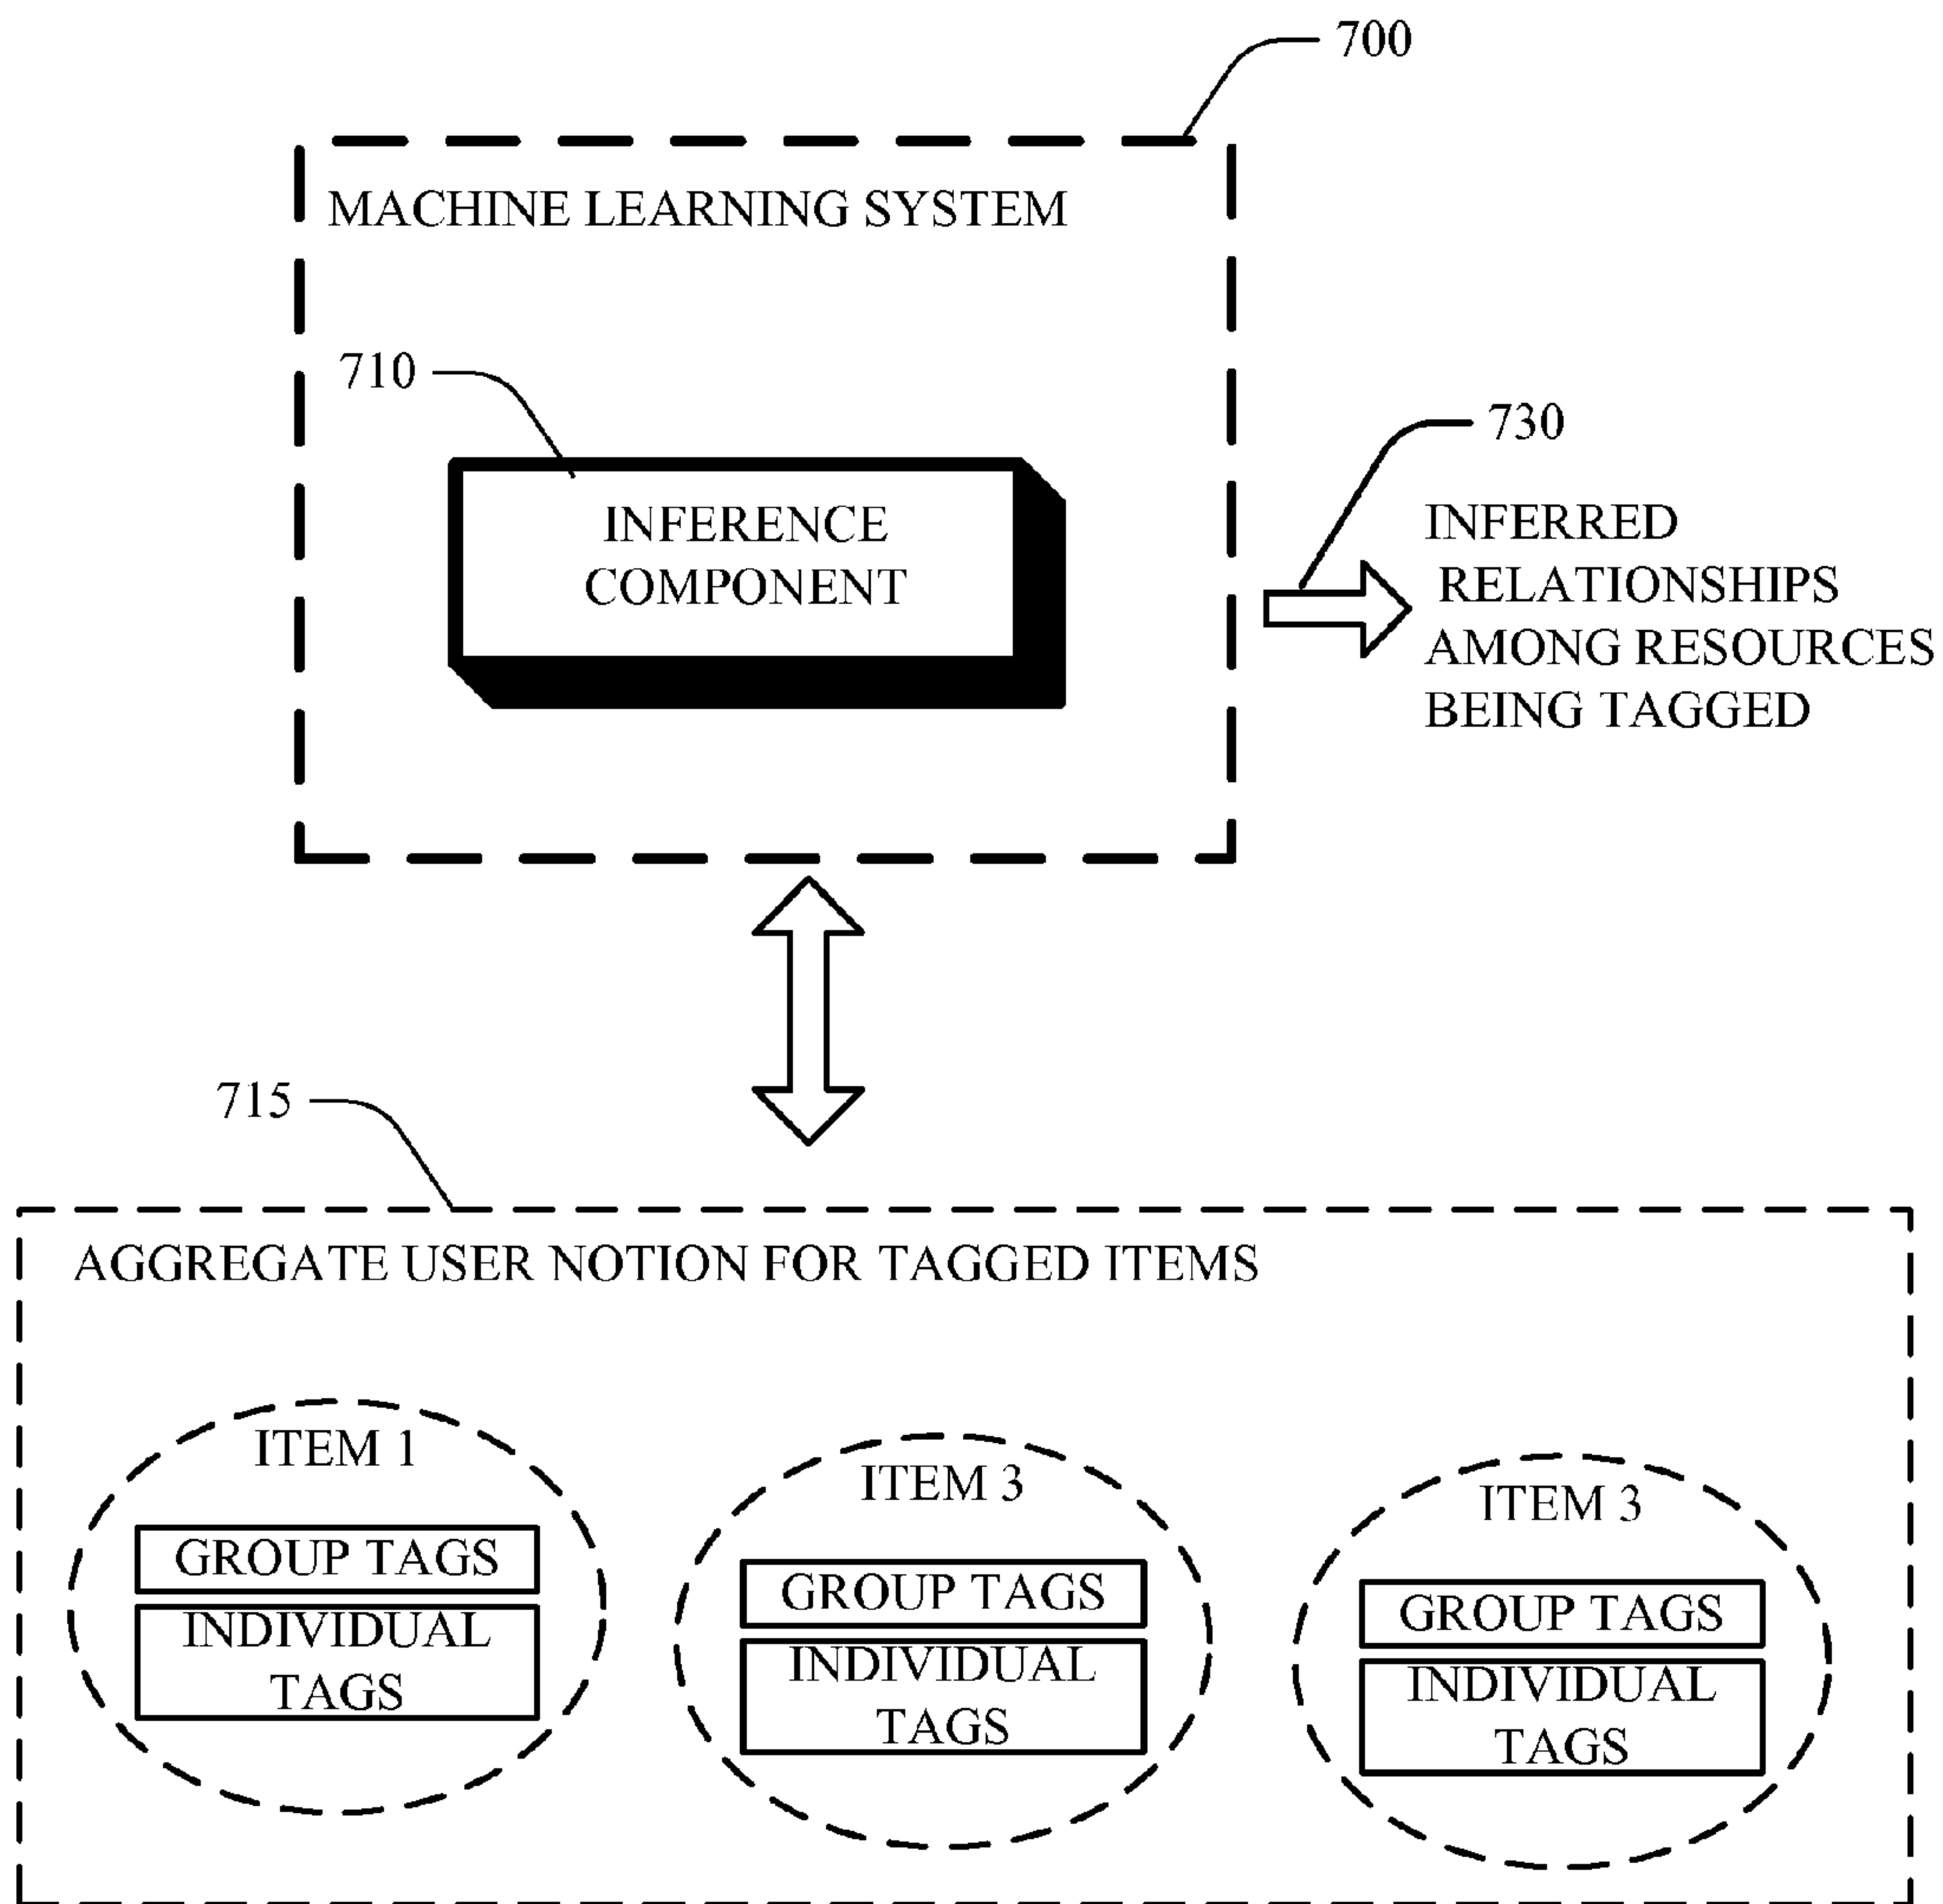 700
MACHINE LEARNING SYSTEM
710
INFERENCE
COMPONENT
730
INFERRED
RELATIONSHIPS
AMONG RESOURCES
BEING TAGGED
715
AGGREGATE USER NOTION FOR TAGGED ITEMS
ITEM 1
GROUP TAGS
INDIVIDUAL
TAGS
ITEM 3
GROUP TAGS
INDIVIDUAL
TAGS
ITEM 3
GROUP TAGS
INDIVIDUAL
TAGS